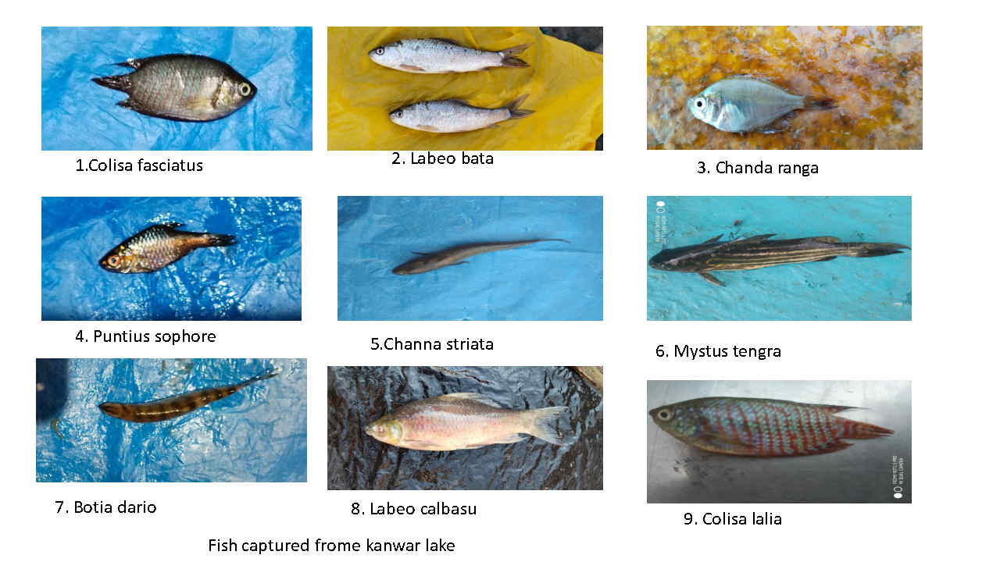 1.Colisa fasciatus
2. Labeo bata
3. Chanda ranga
4. Puntius sophore
5.Channa striata
6. Mystus tengra
7. Botia dario
8. Labeo calbasu
9. Colisa lalia
Fish captured frome kanwar lake